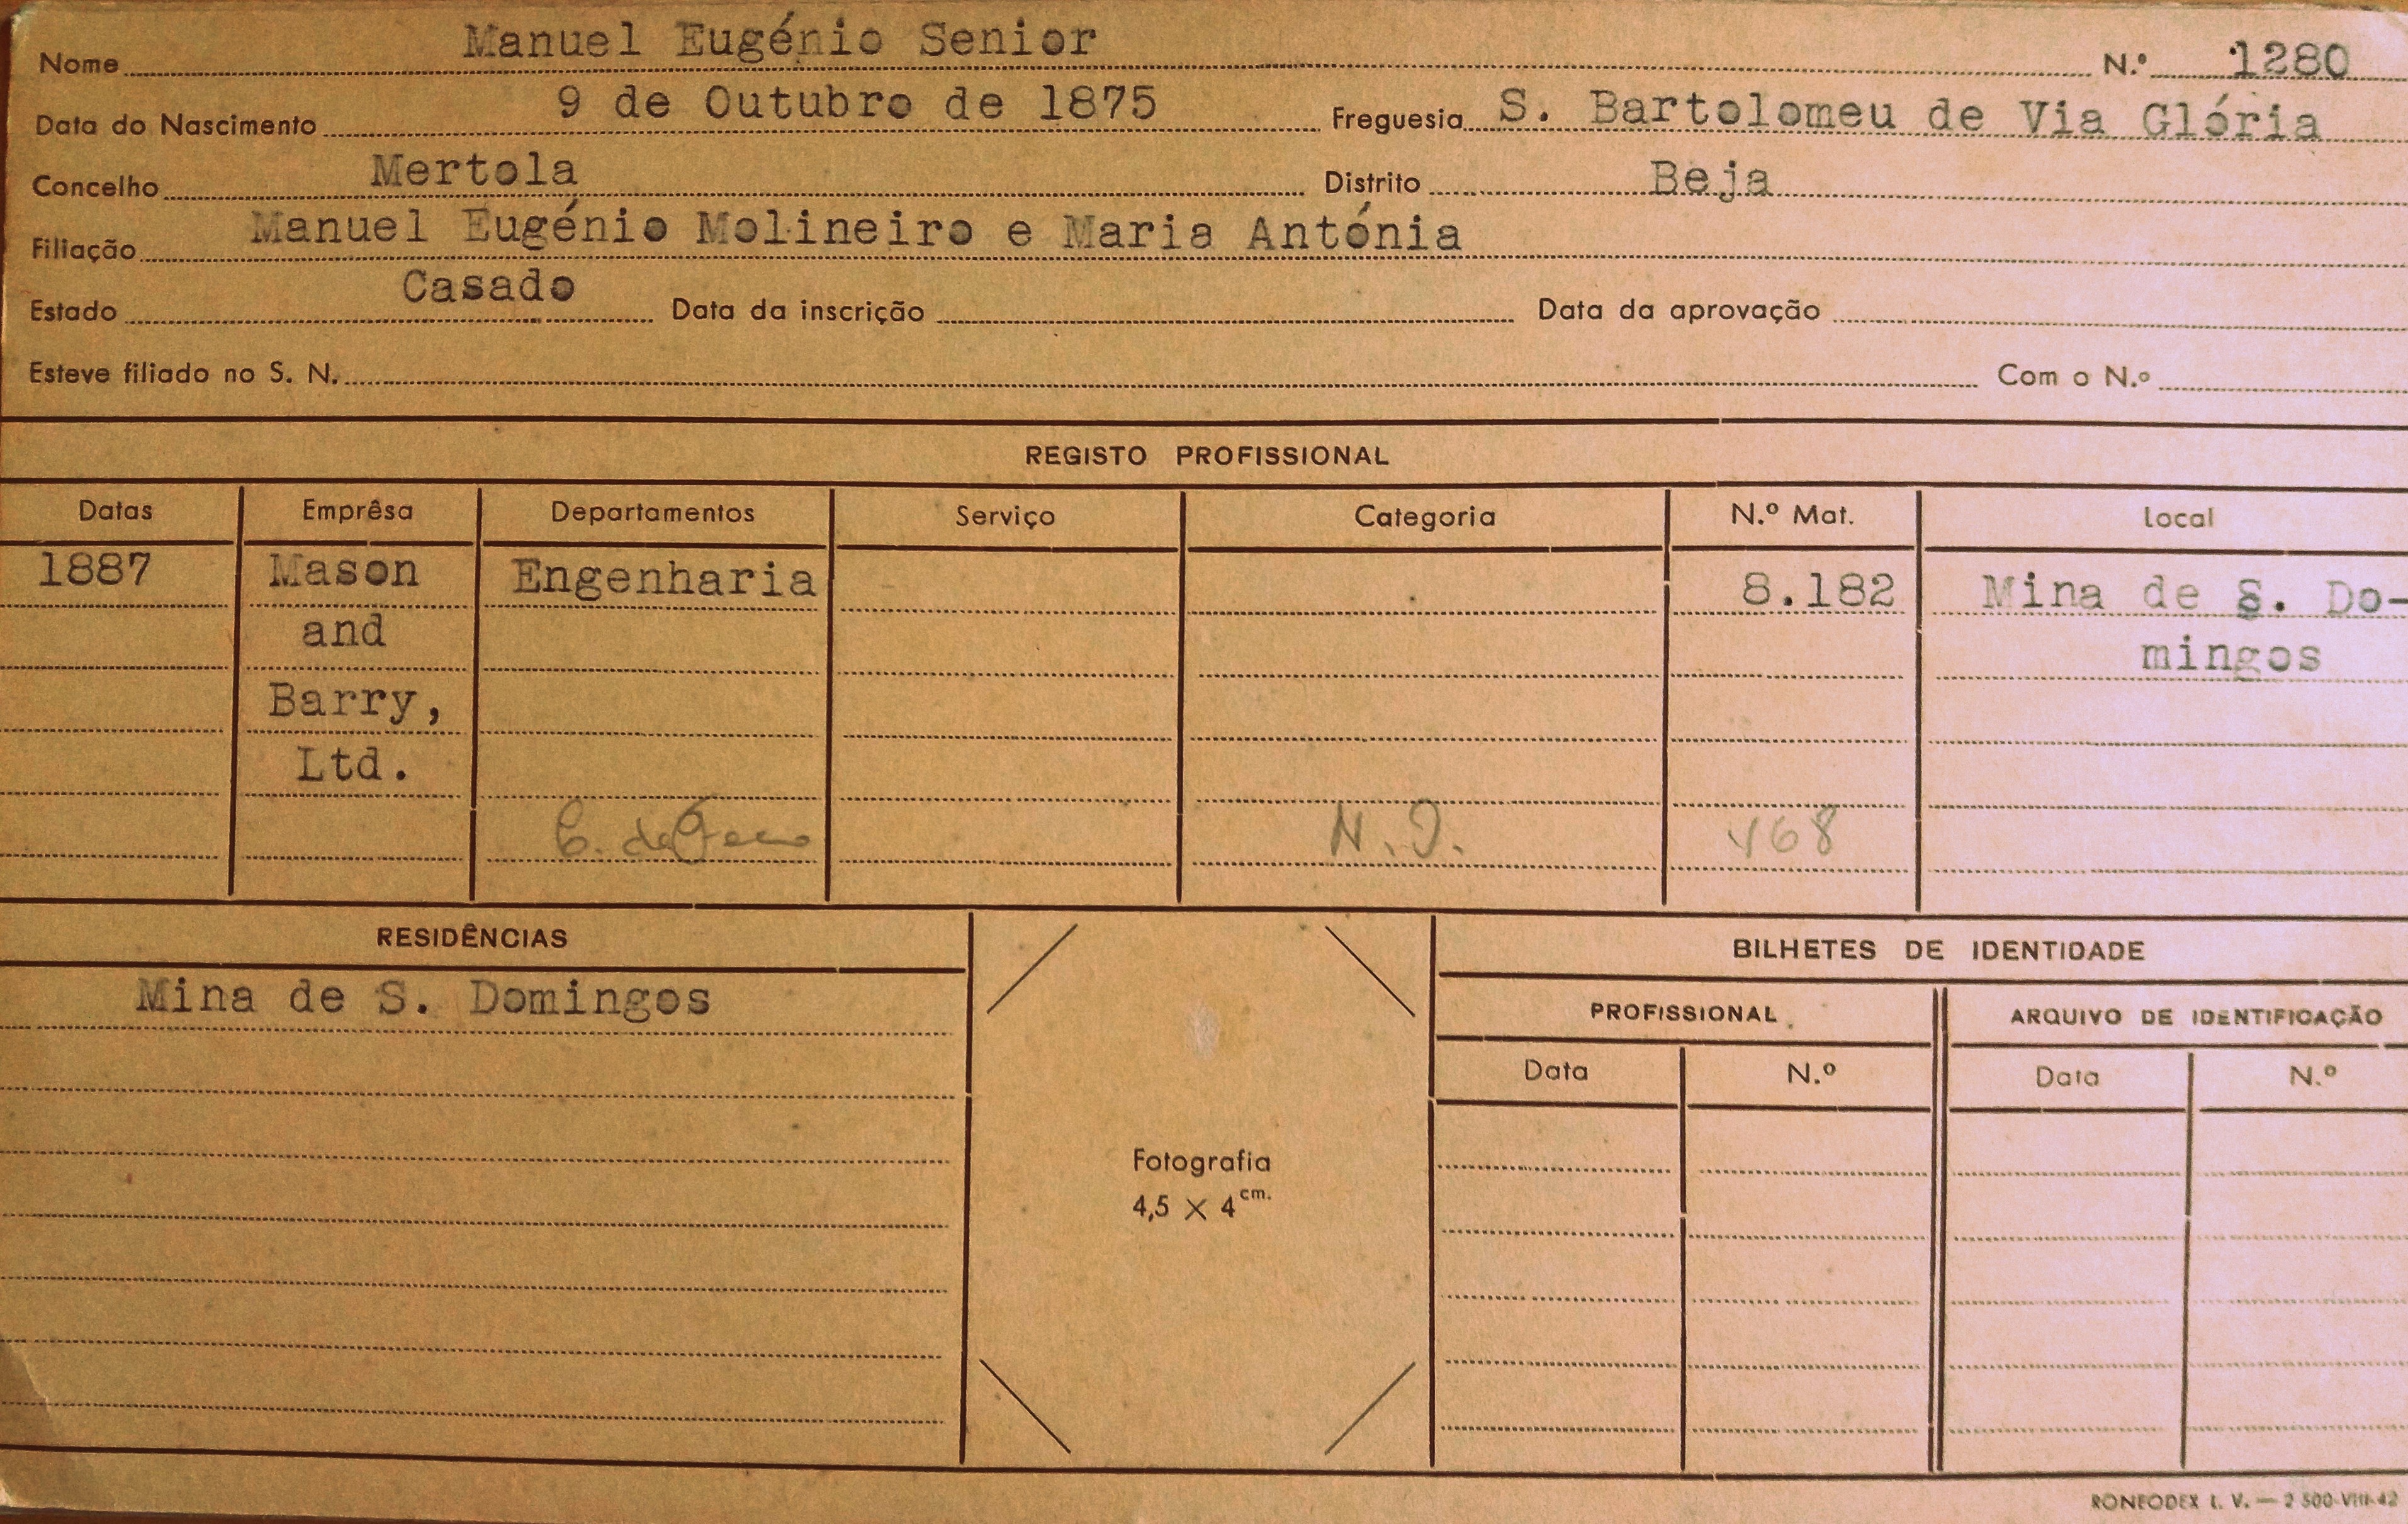 Nome Manuel Eugénio Senior N.º 1280
Data do Nascimento 9 de Outubro de 1875 Freguesia S. Bartolomeu de Via Glória
Concelho Mertola Distrito Beja
Filiação Manuel Eugénio Molineiro e Maria Antónia
Estado Casado Data da inscrição Data da aprovação
Esteve filiado no S. N. Com o N.º
REGISTO PROFISSIONAL
Datas Emprêsa Departamentos Serviço Categoria N.º Mat. Local
1887 Mason Engenharia 8.182 Mina de S. Do-
and mingos
Barry,
Ltd.
C. de N. I. 468
RESIDÊNCIAS
Mina de S. Domingos
Fotografia
4,5 × 4 cm.
BILHETES DE IDENTIDADE
PROFISSIONAL ARQUIVO DE IDENTIFICAÇÃO
Data N.º Data N.º
RONEODEX L. V. — 2 500-VIII-42